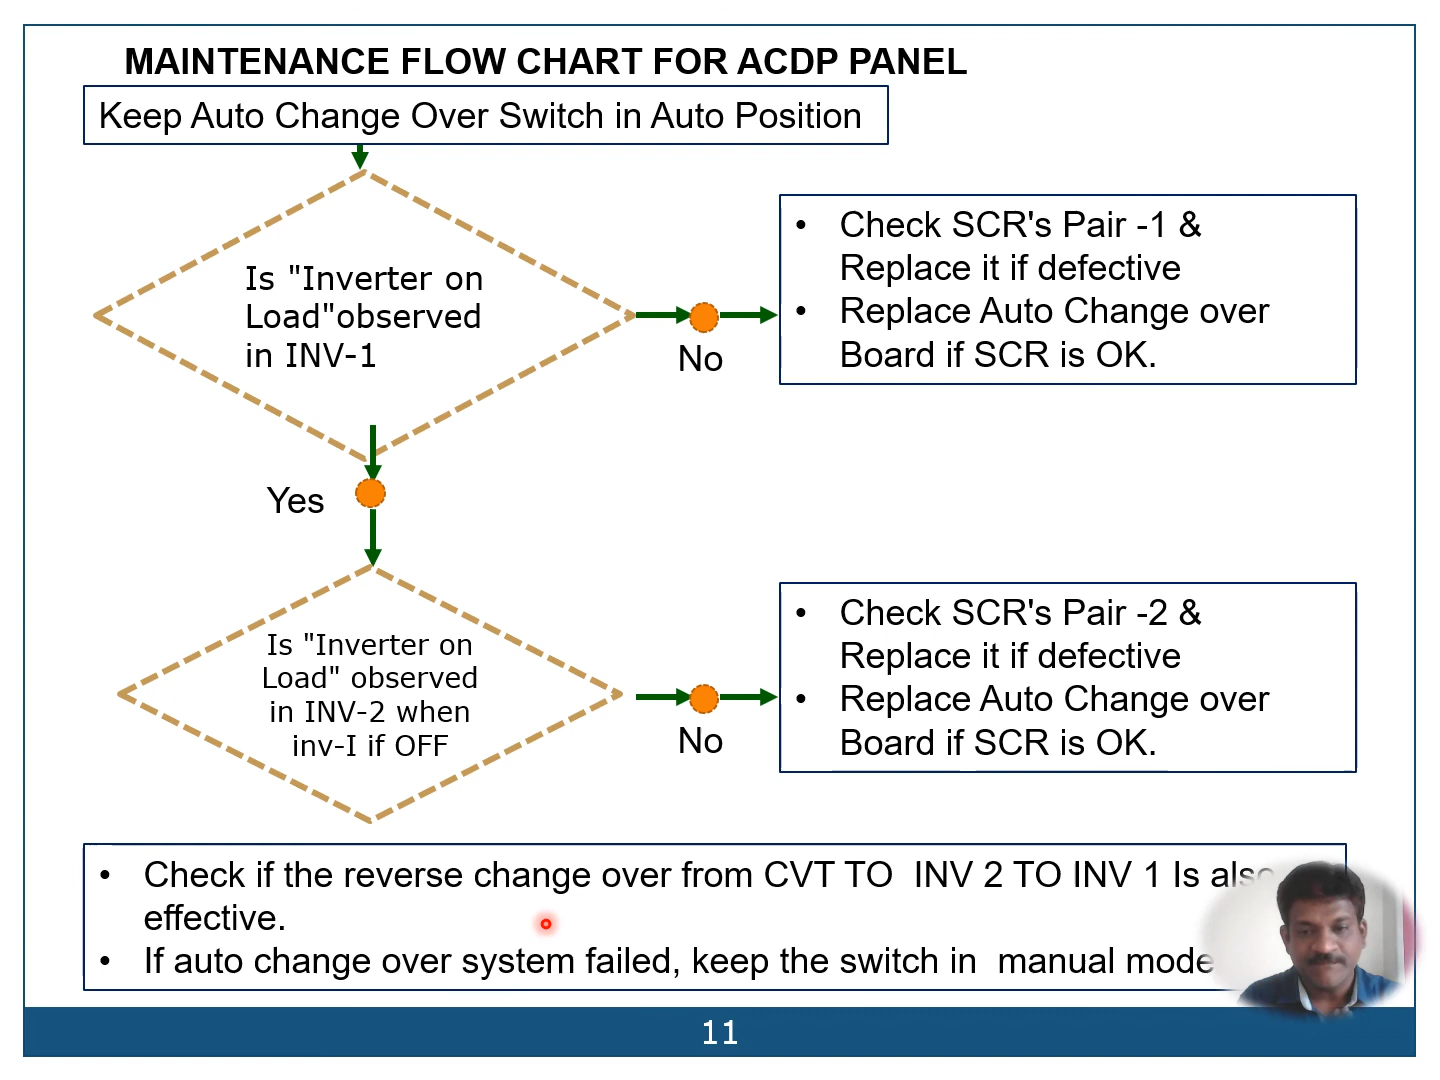 MAINTENANCE FLOW CHART FOR ACDP PANEL
Keep Auto Change Over Switch in Auto Position
Is "Inverter on
Load"observed
in INV-1
No
• Check SCR's Pair -1 &
Replace it if defective
• Replace Auto Change over
Board if SCR is OK.
Yes
Is "Inverter on
Load" observed
in INV-2 when
inv-I if OFF
No
• Check SCR's Pair -2 &
Replace it if defective
• Replace Auto Change over
Board if SCR is OK.
• Check if the reverse change over from CVT TO INV 2 TO INV 1 Is also
effective.
• If auto change over system failed, keep the switch in manual mode
11